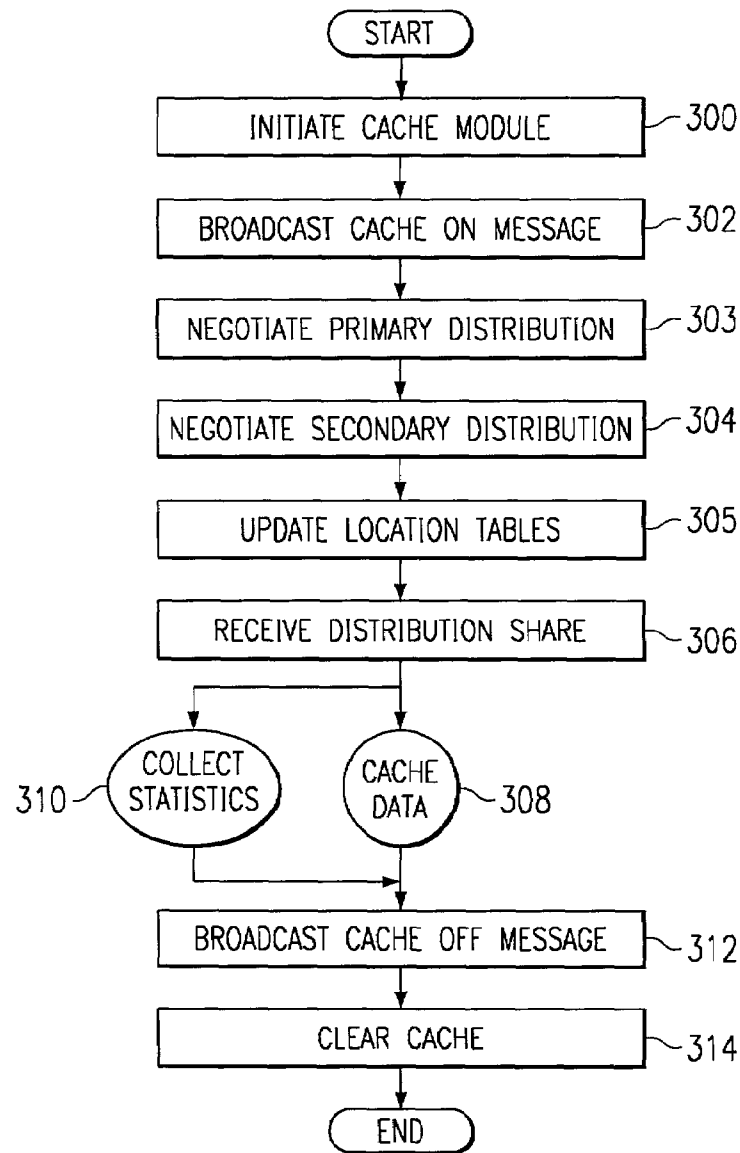 START
INITIATE CACHE MODULE
300
BROADCAST CACHE ON MESSAGE
302
NEGOTIATE PRIMARY DISTRIBUTION
303
NEGOTIATE SECONDARY DISTRIBUTION
304
UPDATE LOCATION TABLES
305
RECEIVE DISTRIBUTION SHARE
306
310
COLLECT
STATISTICS
CACHE
DATA
308
BROADCAST CACHE OFF MESSAGE
312
CLEAR CACHE
314
END